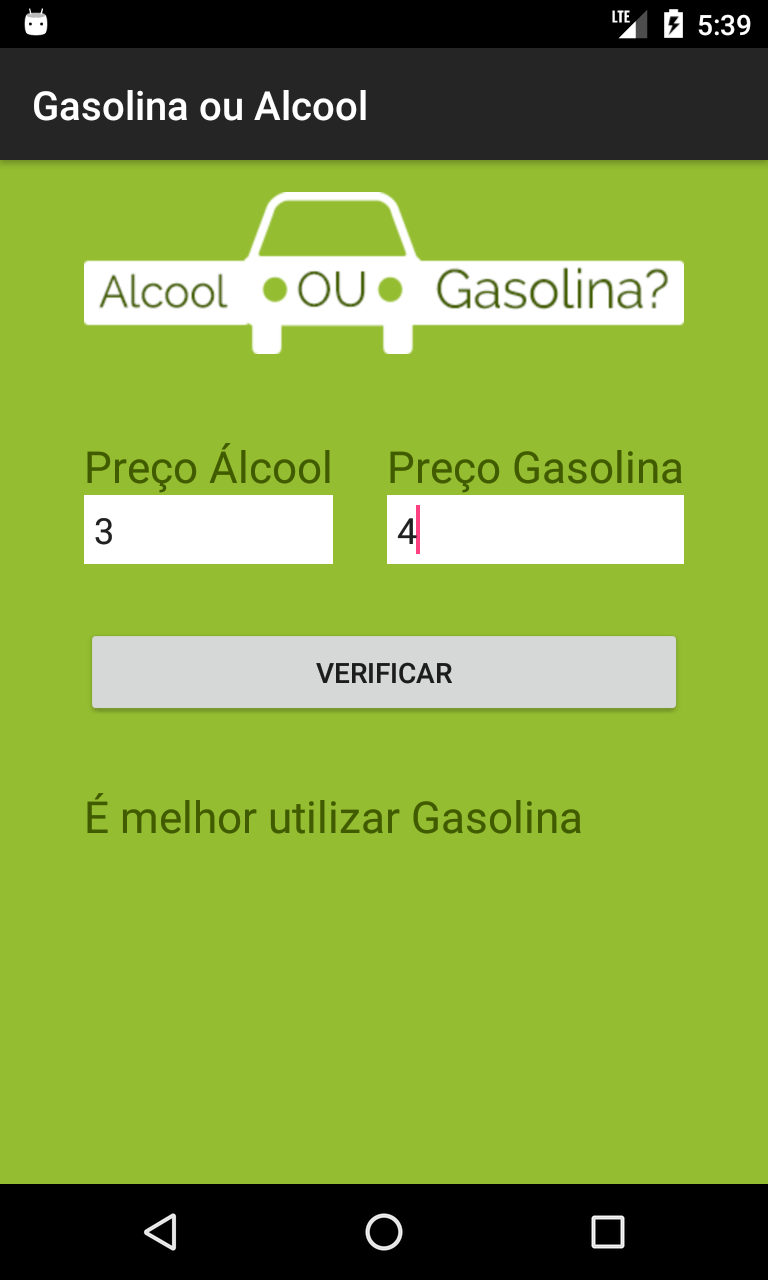 LTE 5:39
Gasolina ou Alcool
Alcool OU Gasolina?
Preço Álcool Preço Gasolina
3 4
VERIFICAR
É melhor utilizar Gasolina